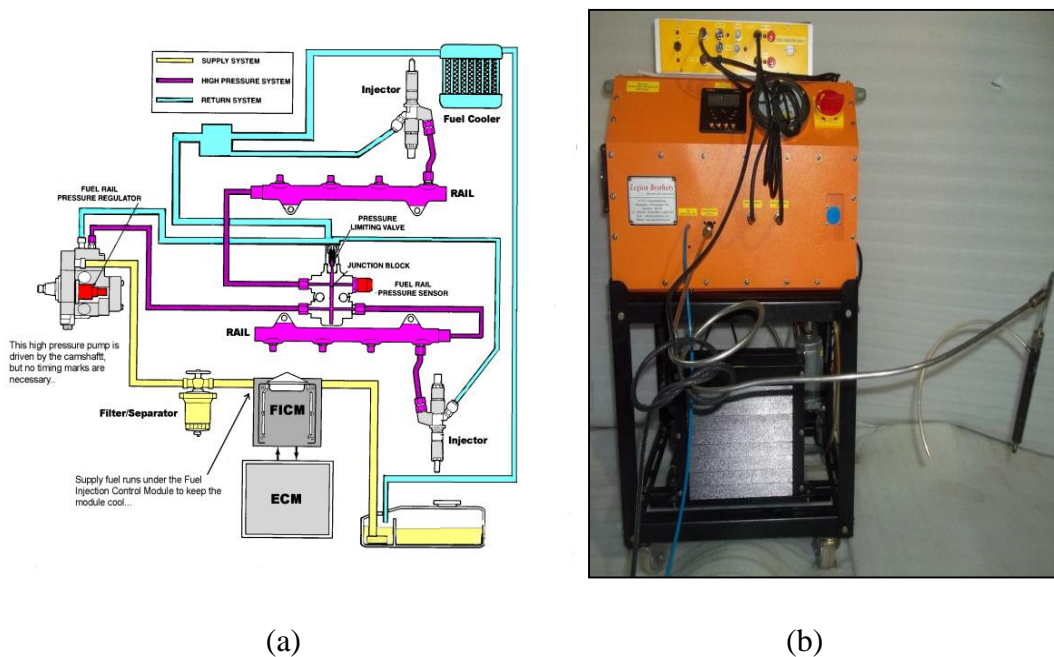 SUPPLY SYSTEM
HIGH PRESSURE SYSTEM
RETURN SYSTEM
Injector
Fuel Cooler
FUEL RAIL
PRESSURE REGULATOR
RAIL
PRESSURE
LIMITING VALVE
JUNCTION BLOCK
FUEL RAIL
PRESSURE SENSOR
RAIL
This high pressure pump is
driven by the camshaftt,
but no timing marks are
necessary..
Filter/Separator
FICM
Injector
Supply fuel runs under the Fuel
Injection Control Module to keep the
module cool...
ECM
Legion Brothers
(a)
(b)